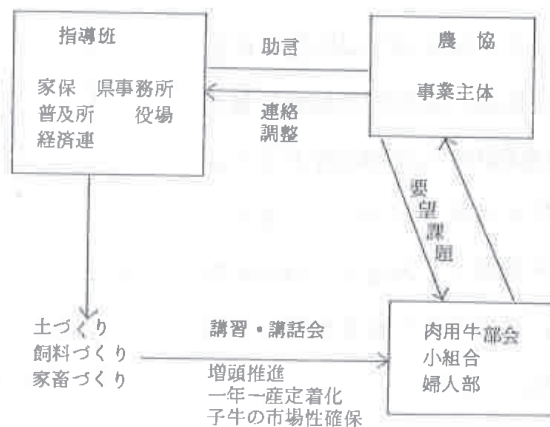 指導班
家保　県事務所
普及所　　役場
経済連
助言
連絡
調整
農　協
事業主体
要望課題
土づくり
飼料づくり
家畜づくり
講習・講話会
増頭推進
一年一産定着化
子牛の市場性確保
肉用牛部会
小組合
婦人部